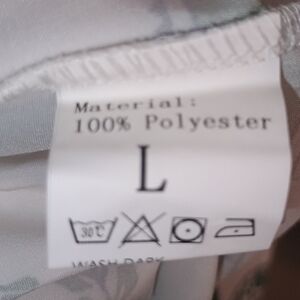 Material:
100% Polyester
L
30℃
WASH DARK